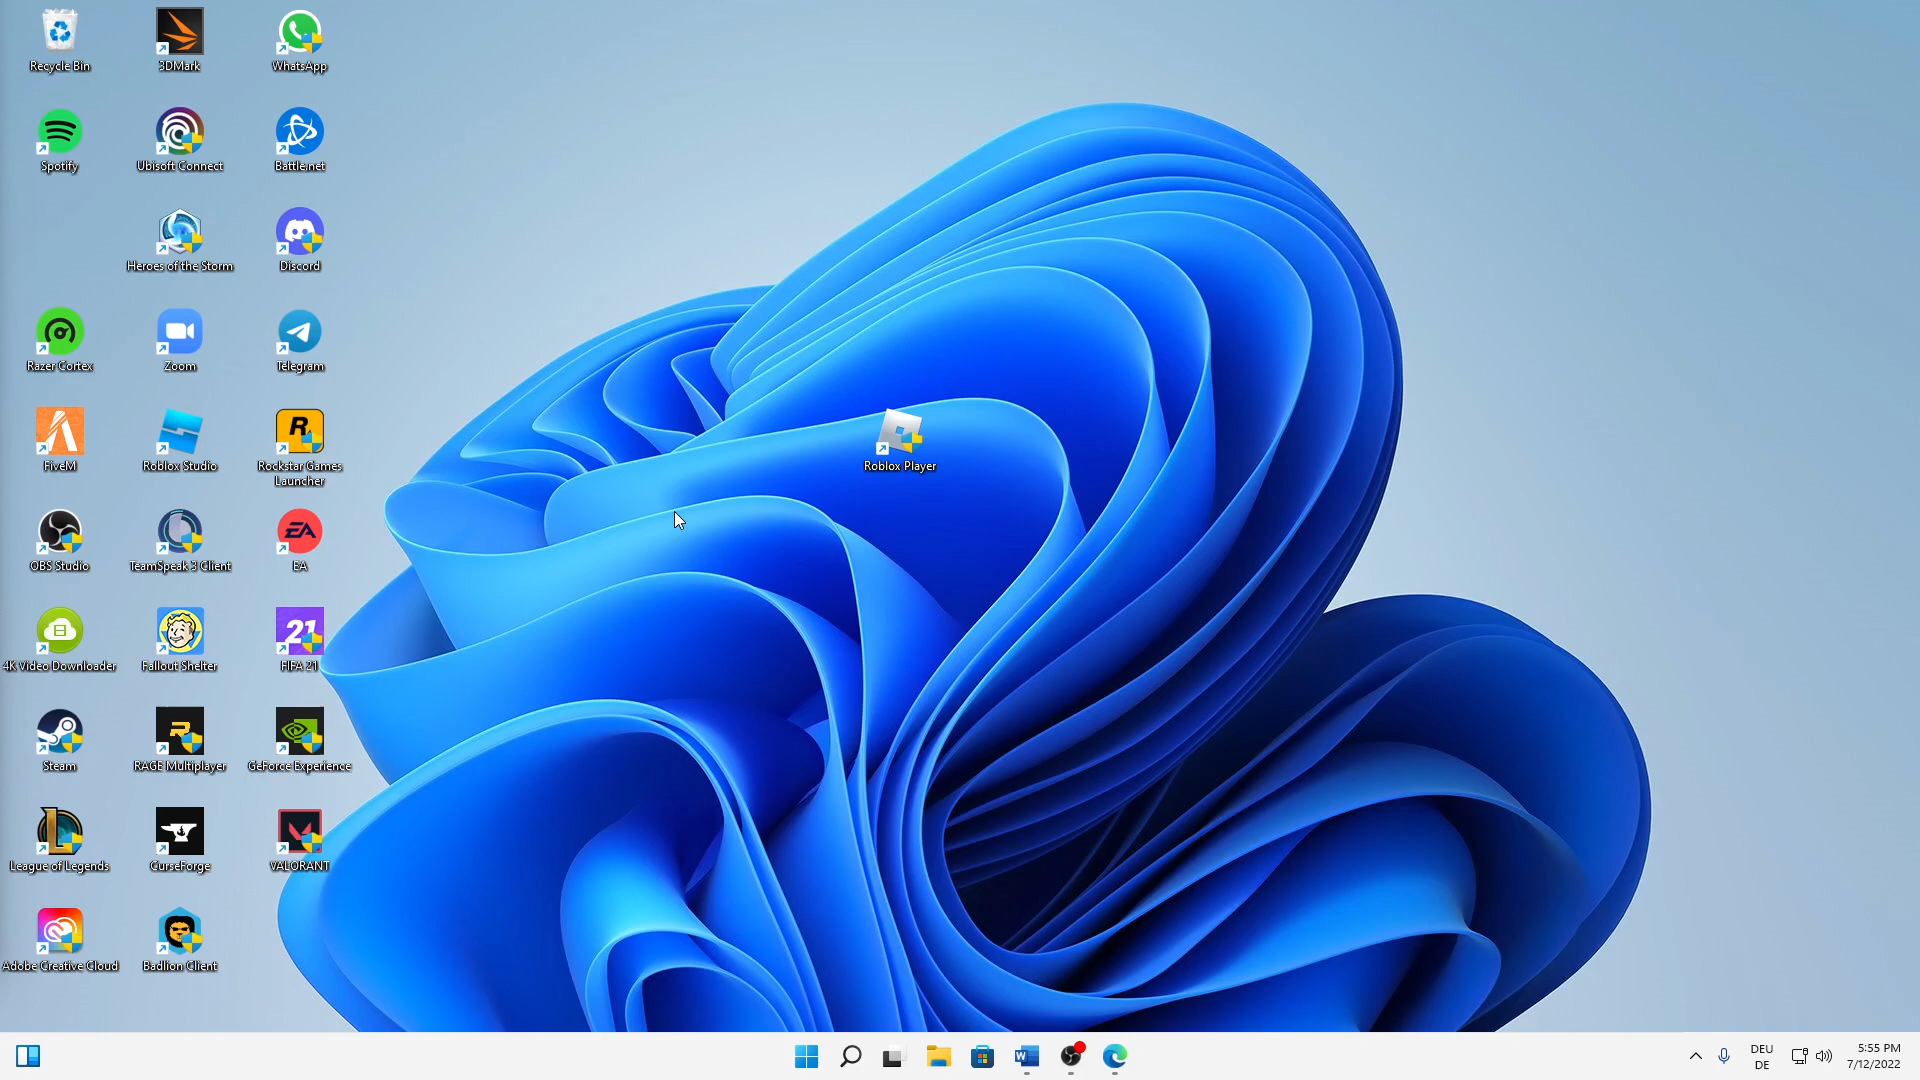 Recycle Bin
3DMark
WhatsApp
Spotify
Ubisoft Connect
Battle.net
Heroes of the Storm
Discord
Razer Cortex
Zoom
Telegram
FiveM
Roblox Studio
R
Rockstar Games
Launcher
Roblox Player
OBS Studio
TeamSpeak 3 Client
EA
EA
4K Video Downloader
Fallout Shelter
21
FIFA 21
Steam
R
RAGE Multiplayer
GeForce Experience
League of Legends
CurseForge
VALORANT
Adobe Creative Cloud
Badlion Client
W
DEU
DE
5:55 PM
7/12/2022